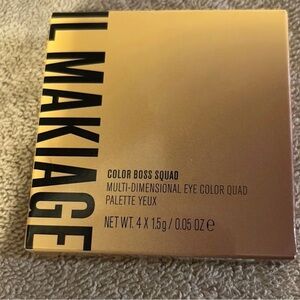 IL MAKIAGE
COLOR BOSS SQUAD
MULTI-DIMENSIONAL EYE COLOR QUAD
PALETTE YEUX
NET WT. 4 X 1.5g / 0.05 OZ ℮